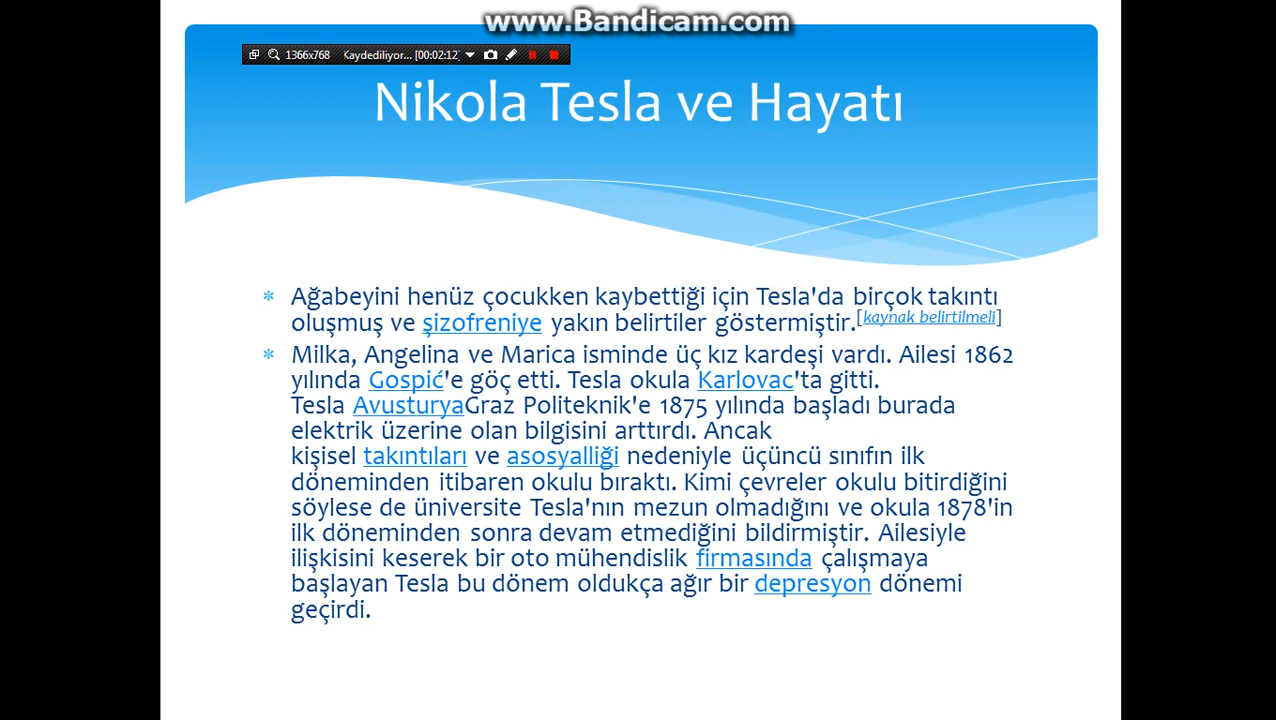 www.Bandicam.com
1366x768 Kaydediliyor... [00:02:12]
Nikola Tesla ve Hayatı
* Ağabeyini henüz çocukken kaybettiği için Tesla'da birçok takıntı
oluşmuş ve şizofreniye yakın belirtiler göstermiştir.[kaynak belirtilmeli]
* Milka, Angelina ve Marica isminde üç kız kardeşi vardı. Ailesi 1862
yılında Gospić'e göç etti. Tesla okula Karlovac'ta gitti.
Tesla AvusturyaGraz Politeknik'e 1875 yılında başladı burada
elektrik üzerine olan bilgisini arttırdı. Ancak
kişisel takıntıları ve asosyalliği nedeniyle üçüncü sınıfın ilk
döneminden itibaren okulu bıraktı. Kimi çevreler okulu bitirdiğini
söylese de üniversite Tesla'nın mezun olmadığını ve okula 1878'in
ilk döneminden sonra devam etmediğini bildirmiştir. Ailesiyle
ilişkisini keserek bir oto mühendislik firmasında çalışmaya
başlayan Tesla bu dönem oldukça ağır bir depresyon dönemi
geçirdi.